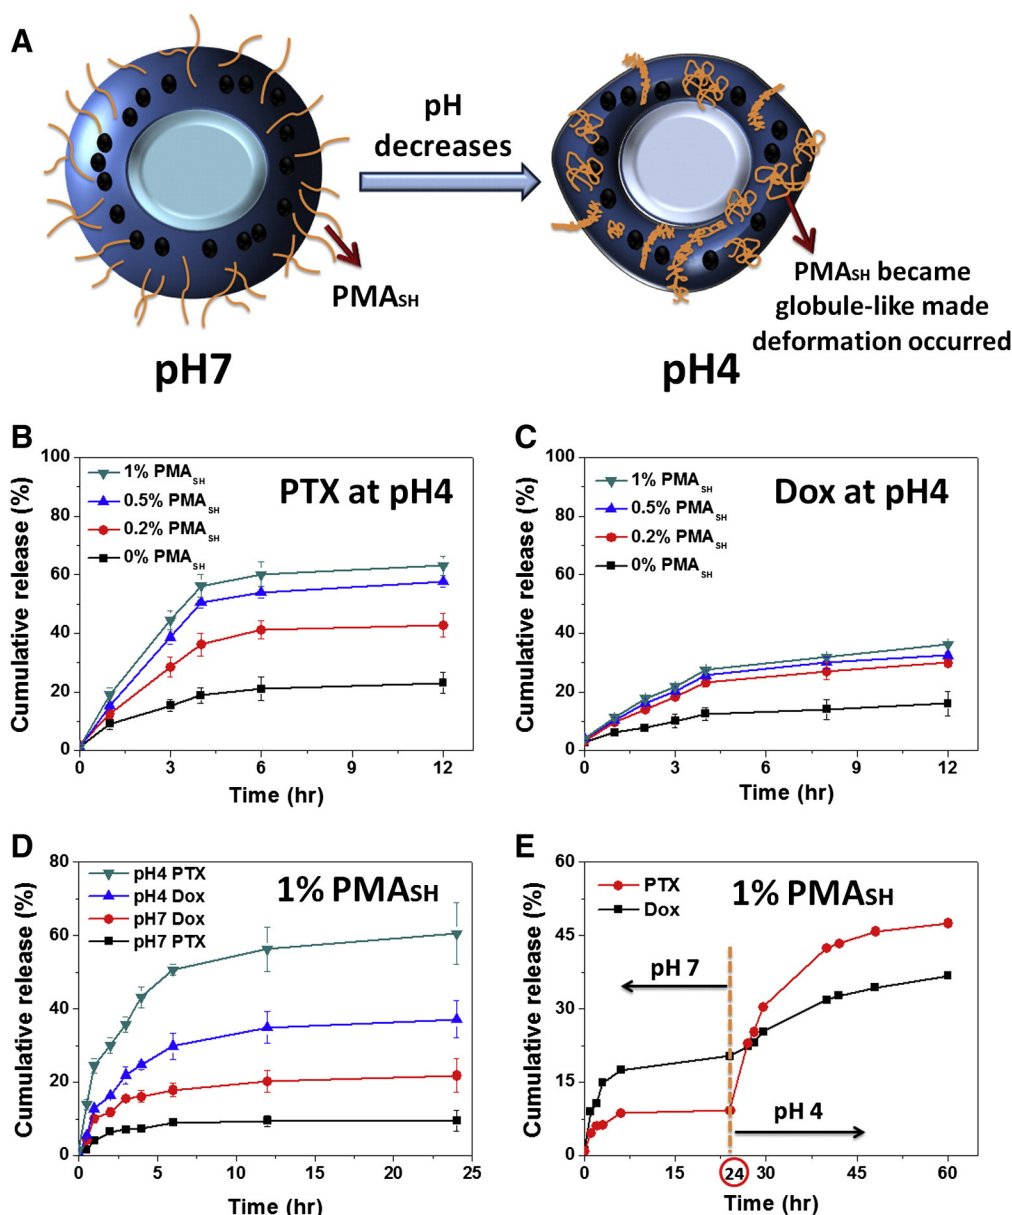 A
pH
decreases
PMASH
PMASH became
globule-like made
deformation occurred
pH7
pH4
B
100
80
60
40
20
0
Cumulative release (%)
1% PMASH
0.5% PMASH
0.2% PMASH
0% PMASH
PTX at pH4
0 3 6 9 12
Time (hr)
C
100
80
60
40
20
0
Cumulative release (%)
1% PMASH
0.5% PMASH
0.2% PMASH
0% PMASH
Dox at pH4
0 3 6 9 12
Time (hr)
D
80
60
40
20
0
Cumulative release (%)
pH4 PTX
pH4 Dox
pH7 Dox
pH7 PTX
1% PMASH
0 5 10 15 20 25
Time (hr)
E
60
45
30
15
0
Cumulative release (%)
PTX
Dox
1% PMASH
pH 7
pH 4
0 15 24 30 45 60
Time (hr)